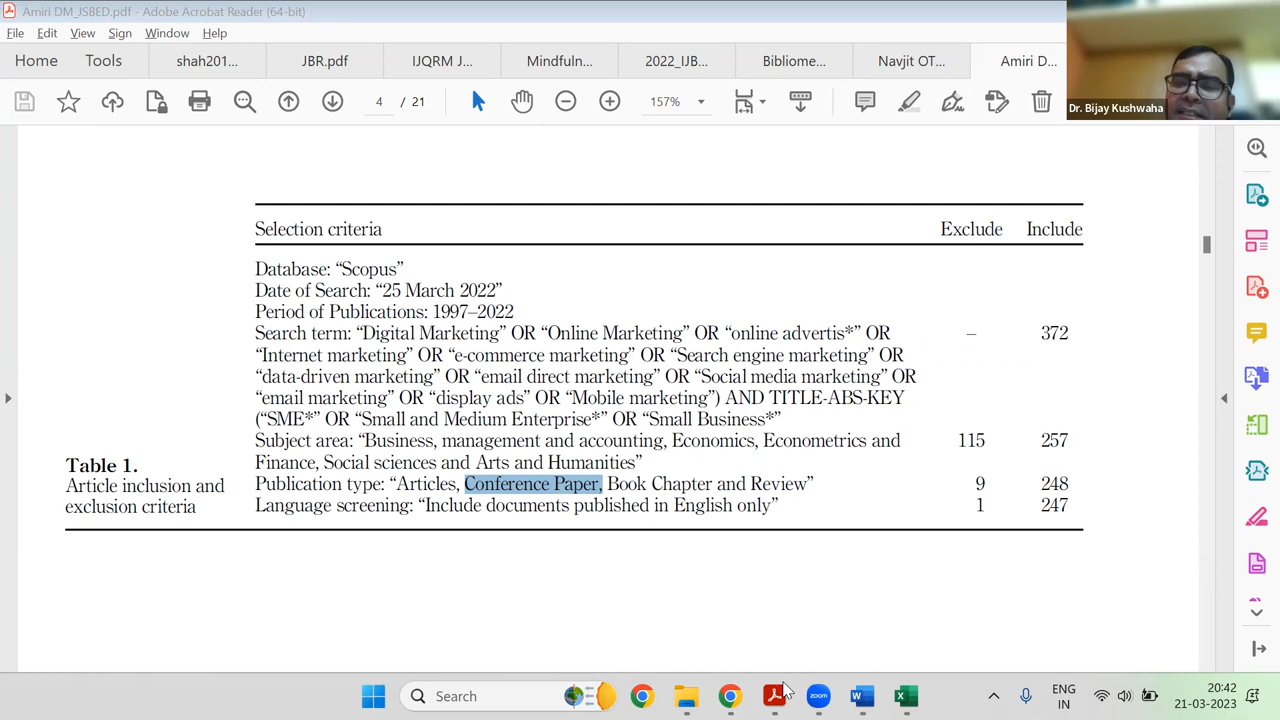 Amiri DM_JSBED.pdf - Adobe Acrobat Reader (64-bit)
File Edit View Sign Window Help
Home Tools shah201... JBR.pdf IJQRM J... Mindfuln... 2022_IJB... Bibliome... Navjit OT... Amiri D...
4 / 21 157%
Dr. Bijay Kushwaha
Selection criteria Exclude Include
Database: “Scopus”
Date of Search: “25 March 2022”
Period of Publications: 1997–2022
Search term: “Digital Marketing” OR “Online Marketing” OR “online advertis*” OR – 372
“Internet marketing” OR “e-commerce marketing” OR “Search engine marketing” OR
“data-driven marketing” OR “email direct marketing” OR “Social media marketing” OR
“email marketing” OR “display ads” OR “Mobile marketing”) AND TITLE-ABS-KEY
(“SME*” OR “Small and Medium Enterprise*” OR “Small Business*”
Subject area: “Business, management and accounting, Economics, Econometrics and 115 257
Finance, Social sciences and Arts and Humanities”
Publication type: “Articles, Conference Paper, Book Chapter and Review” 9 248
Language screening: “Include documents published in English only” 1 247
Table 1.
Article inclusion and
exclusion criteria
Search
zoom
ENG
IN
20:42
21-03-2023